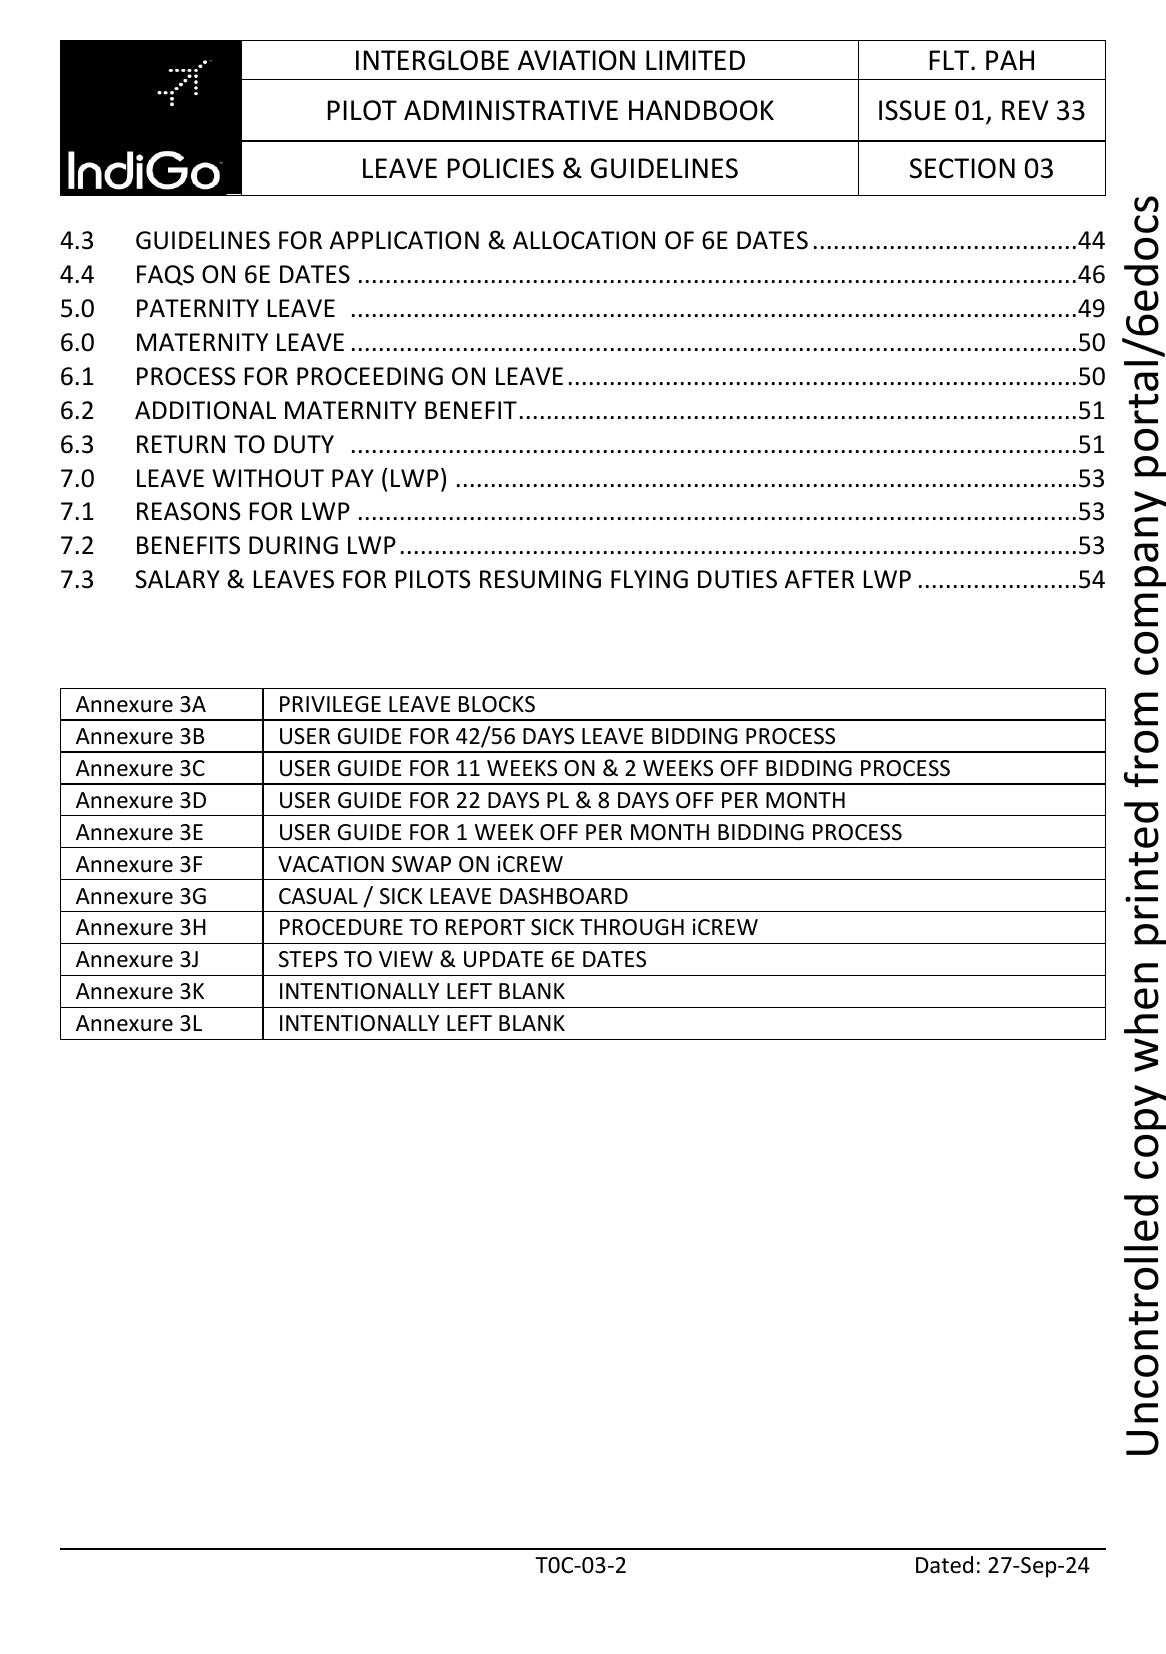 INTERGLOBE AVIATION LIMITED FLT. PAH
PILOT ADMINISTRATIVE HANDBOOK ISSUE 01, REV 33
LEAVE POLICIES & GUIDELINES SECTION 03
IndiGo
4.3 GUIDELINES FOR APPLICATION & ALLOCATION OF 6E DATES......................................44
4.4 FAQS ON 6E DATES .......................................................................................................46
5.0 PATERNITY LEAVE ........................................................................................................49
6.0 MATERNITY LEAVE ........................................................................................................50
6.1 PROCESS FOR PROCEEDING ON LEAVE.........................................................................50
6.2 ADDITIONAL MATERNITY BENEFIT................................................................................51
6.3 RETURN TO DUTY ........................................................................................................51
7.0 LEAVE WITHOUT PAY (LWP) .........................................................................................53
7.1 REASONS FOR LWP .......................................................................................................53
7.2 BENEFITS DURING LWP.................................................................................................53
7.3 SALARY & LEAVES FOR PILOTS RESUMING FLYING DUTIES AFTER LWP .......................54
Annexure 3A PRIVILEGE LEAVE BLOCKS
Annexure 3B USER GUIDE FOR 42/56 DAYS LEAVE BIDDING PROCESS
Annexure 3C USER GUIDE FOR 11 WEEKS ON & 2 WEEKS OFF BIDDING PROCESS
Annexure 3D USER GUIDE FOR 22 DAYS PL & 8 DAYS OFF PER MONTH
Annexure 3E USER GUIDE FOR 1 WEEK OFF PER MONTH BIDDING PROCESS
Annexure 3F VACATION SWAP ON iCREW
Annexure 3G CASUAL / SICK LEAVE DASHBOARD
Annexure 3H PROCEDURE TO REPORT SICK THROUGH iCREW
Annexure 3J STEPS TO VIEW & UPDATE 6E DATES
Annexure 3K INTENTIONALLY LEFT BLANK
Annexure 3L INTENTIONALLY LEFT BLANK
T0C-03-2 Dated: 27-Sep-24
Uncontrolled copy when printed from company portal/6edocs